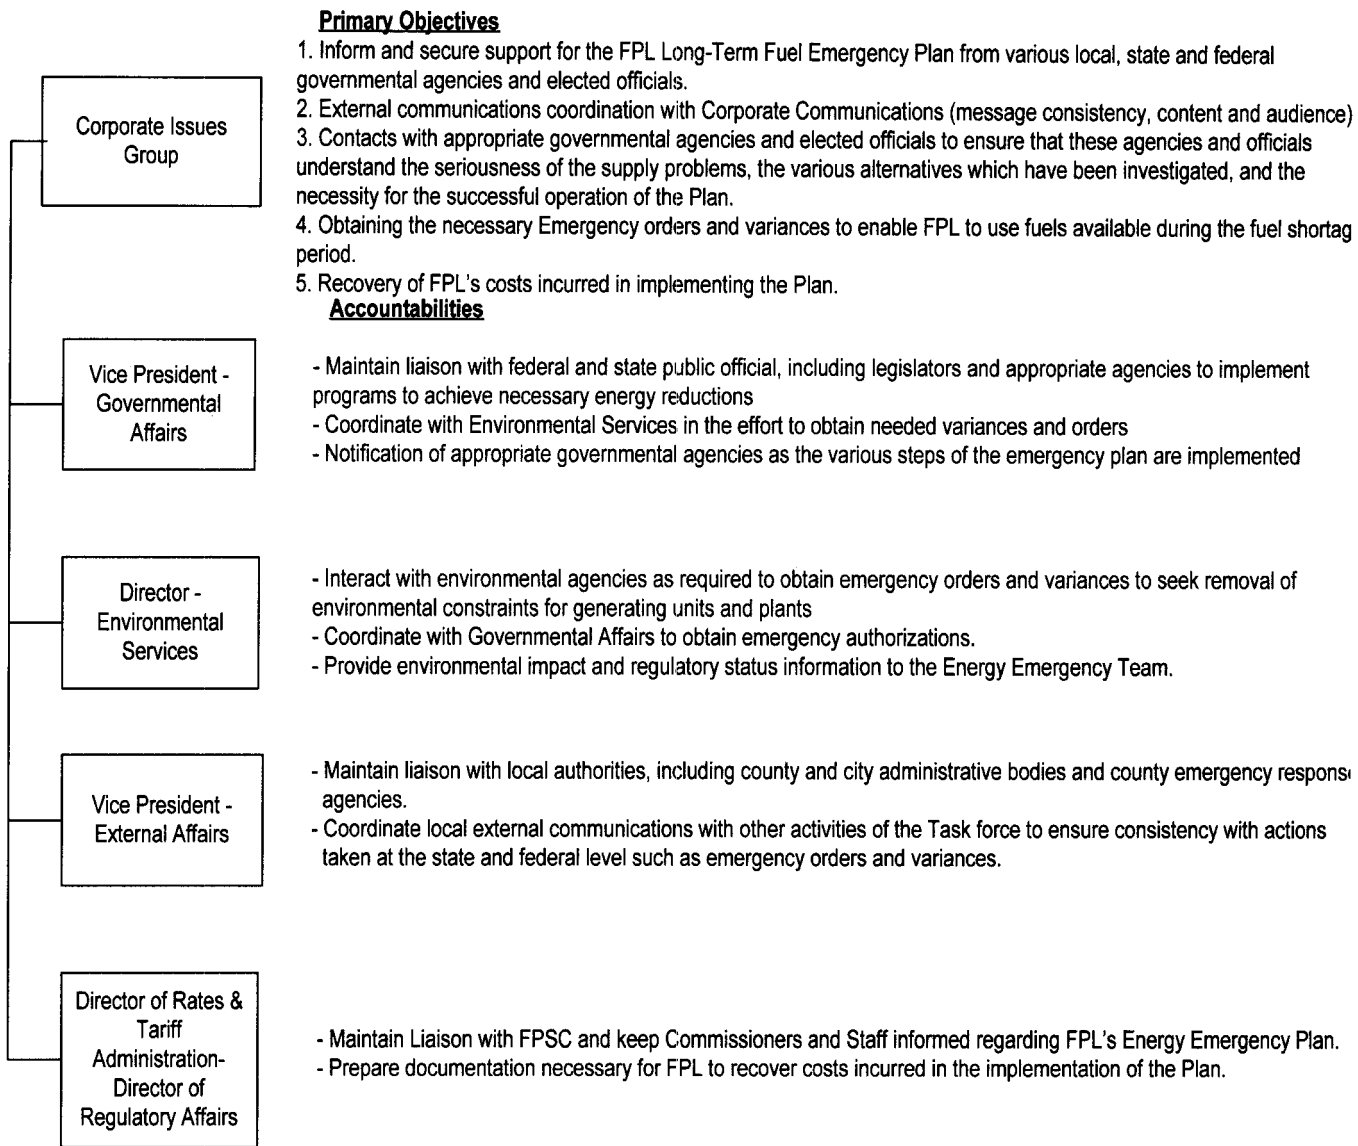 Primary Objectives
1. Inform and secure support for the FPL Long-Term Fuel Emergency Plan from various local, state and federal
governmental agencies and elected officials.
2. External communications coordination with Corporate Communications (message consistency, content and audience)
3. Contacts with appropriate governmental agencies and elected officials to ensure that these agencies and officials
understand the seriousness of the supply problems, the various alternatives which have been investigated, and the
necessity for the successful operation of the Plan.
4. Obtaining the necessary Emergency orders and variances to enable FPL to use fuels available during the fuel shortag
period.
5. Recovery of FPL's costs incurred in implementing the Plan.
Corporate Issues
Group
Accountabilities
Vice President -
Governmental
Affairs
- Maintain liaison with federal and state public official, including legislators and appropriate agencies to implement
programs to achieve necessary energy reductions
- Coordinate with Environmental Services in the effort to obtain needed variances and orders
- Notification of appropriate governmental agencies as the various steps of the emergency plan are implemented
Director -
Environmental
Services
- Interact with environmental agencies as required to obtain emergency orders and variances to seek removal of
environmental constraints for generating units and plants
- Coordinate with Governmental Affairs to obtain emergency authorizations.
- Provide environmental impact and regulatory status information to the Energy Emergency Team.
Vice President -
External Affairs
- Maintain liaison with local authorities, including county and city administrative bodies and county emergency respons
agencies.
- Coordinate local external communications with other activities of the Task force to ensure consistency with actions
taken at the state and federal level such as emergency orders and variances.
Director of Rates &
Tariff
Administration-
Director of
Regulatory Affairs
- Maintain Liaison with FPSC and keep Commissioners and Staff informed regarding FPL's Energy Emergency Plan.
- Prepare documentation necessary for FPL to recover costs incurred in the implementation of the Plan.